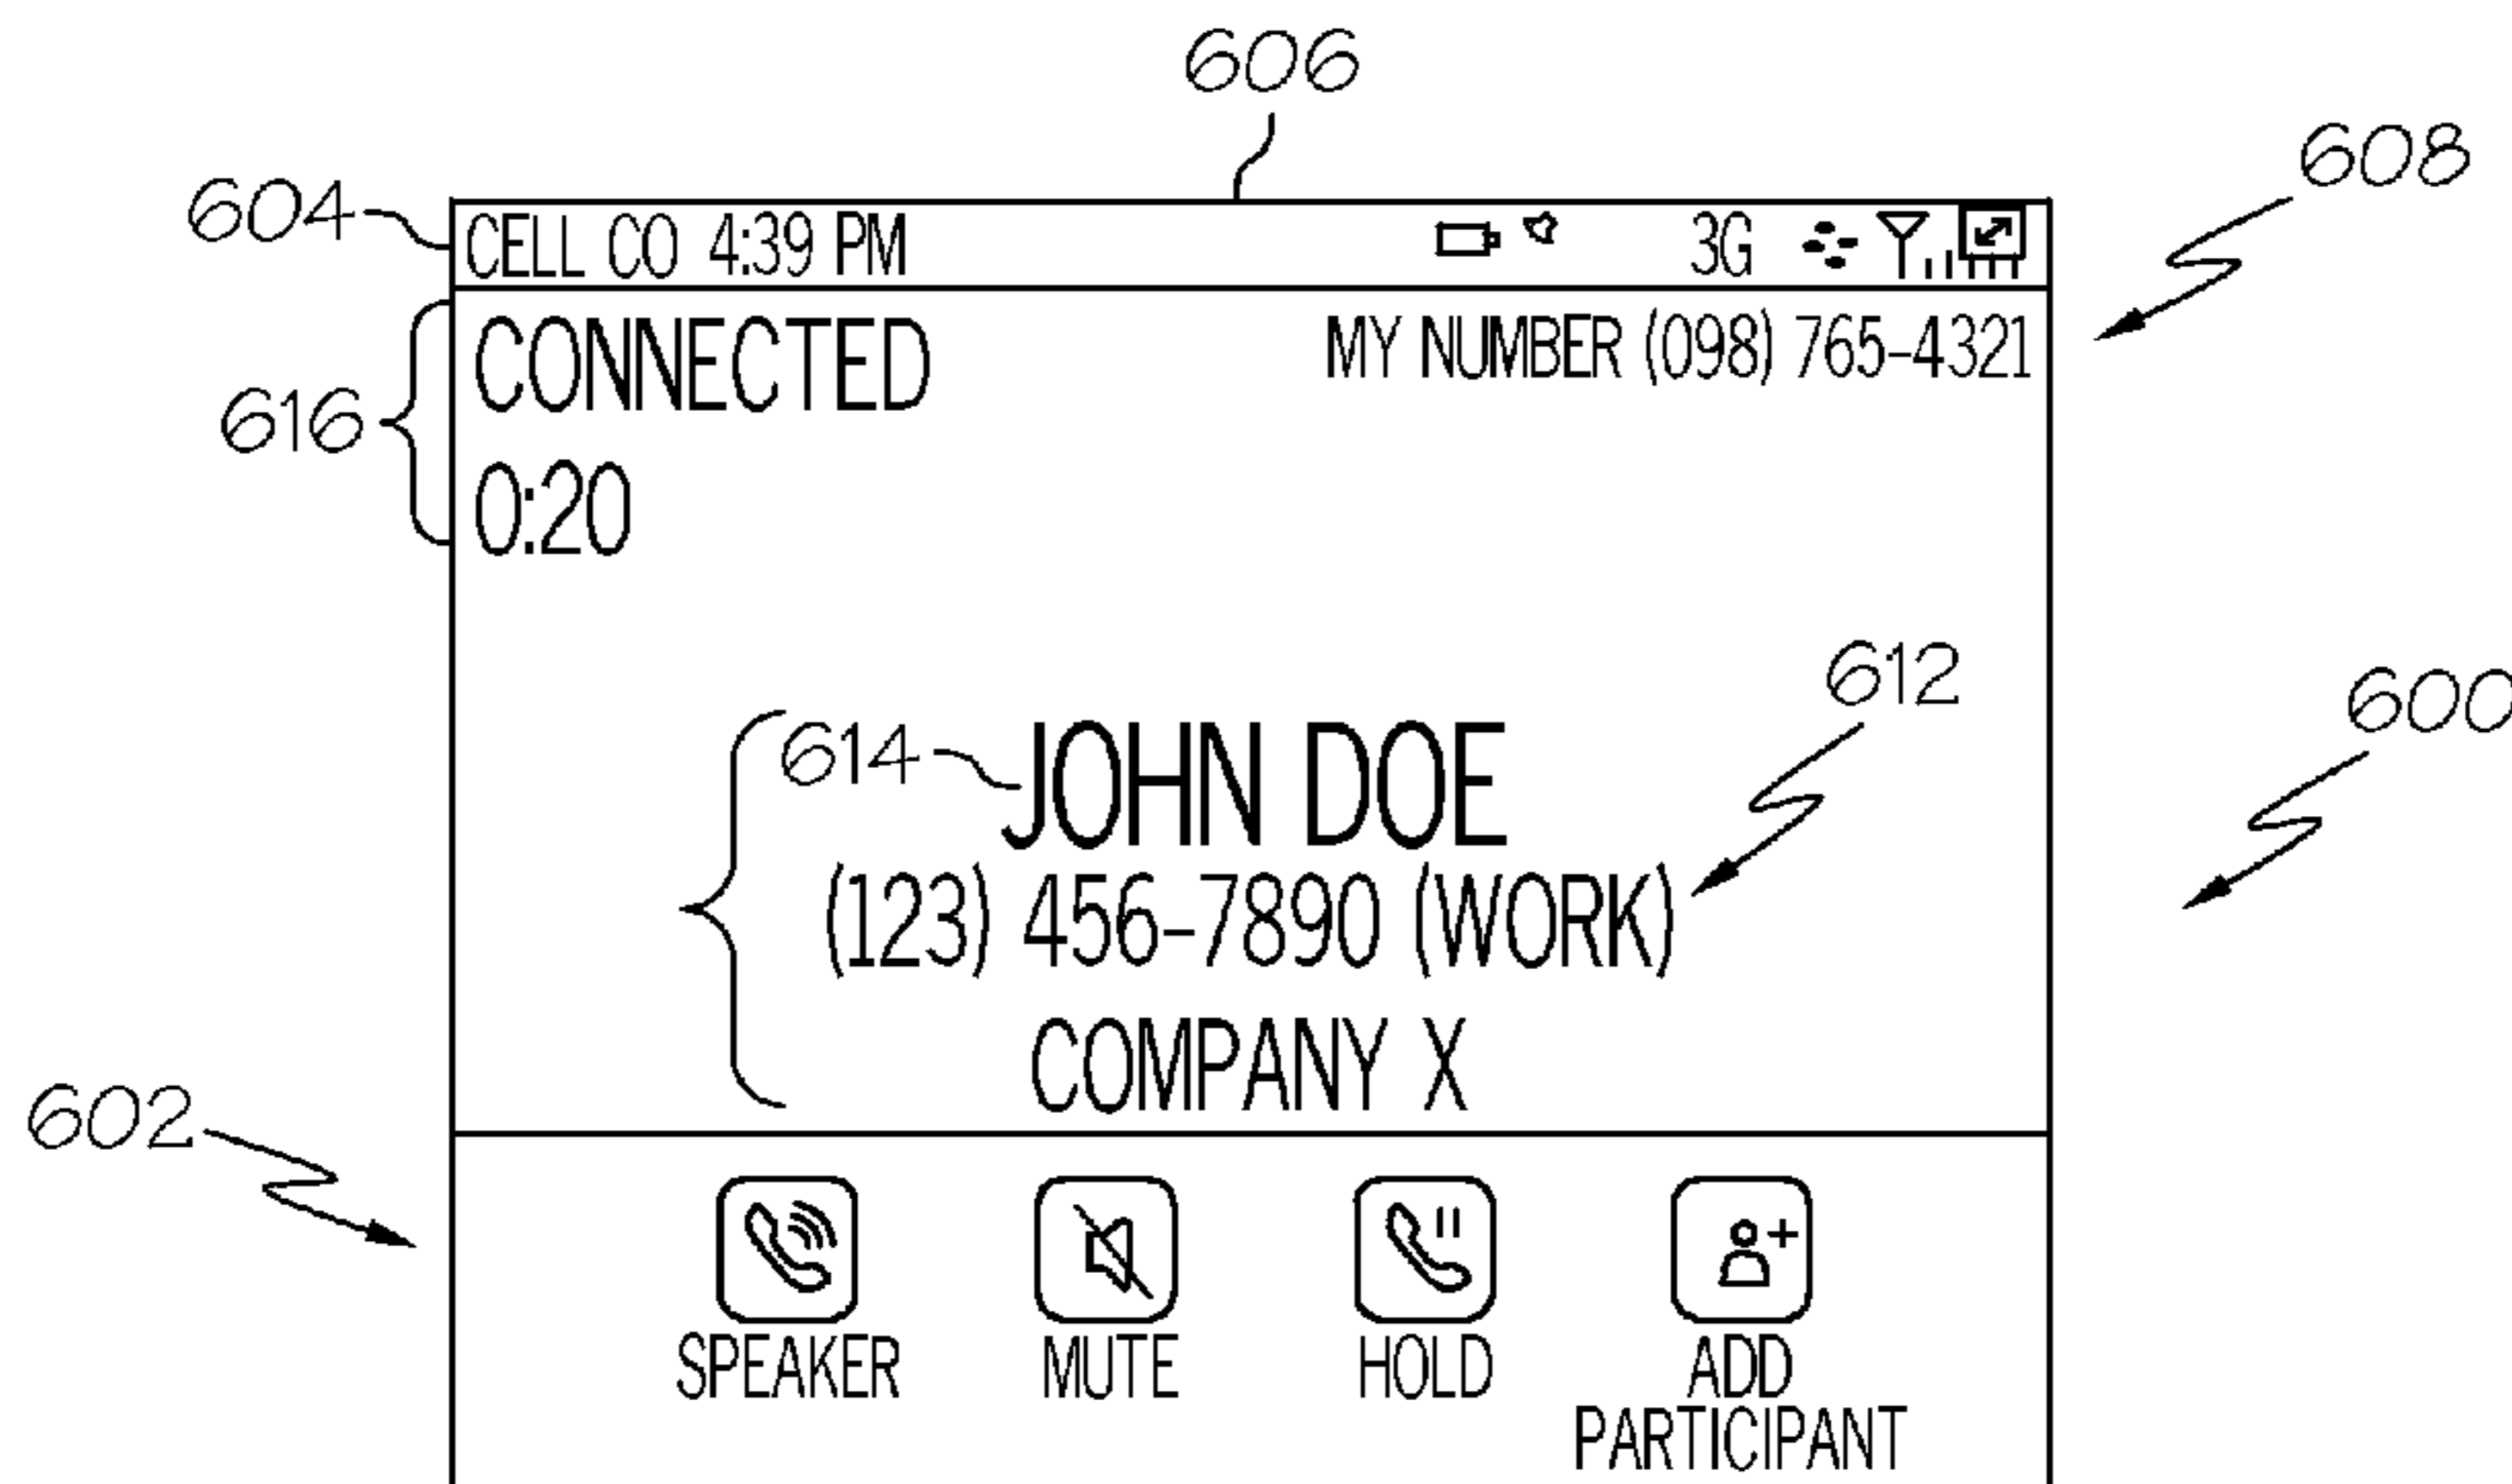 606
608
604
CELL CO 4:39 PM 3G
CONNECTED MY NUMBER (098) 765-4321
616
0:20
612
600
614 JOHN DOE
(123) 456-7890 (WORK)
COMPANY X
602
SPEAKER MUTE HOLD ADD
PARTICIPANT